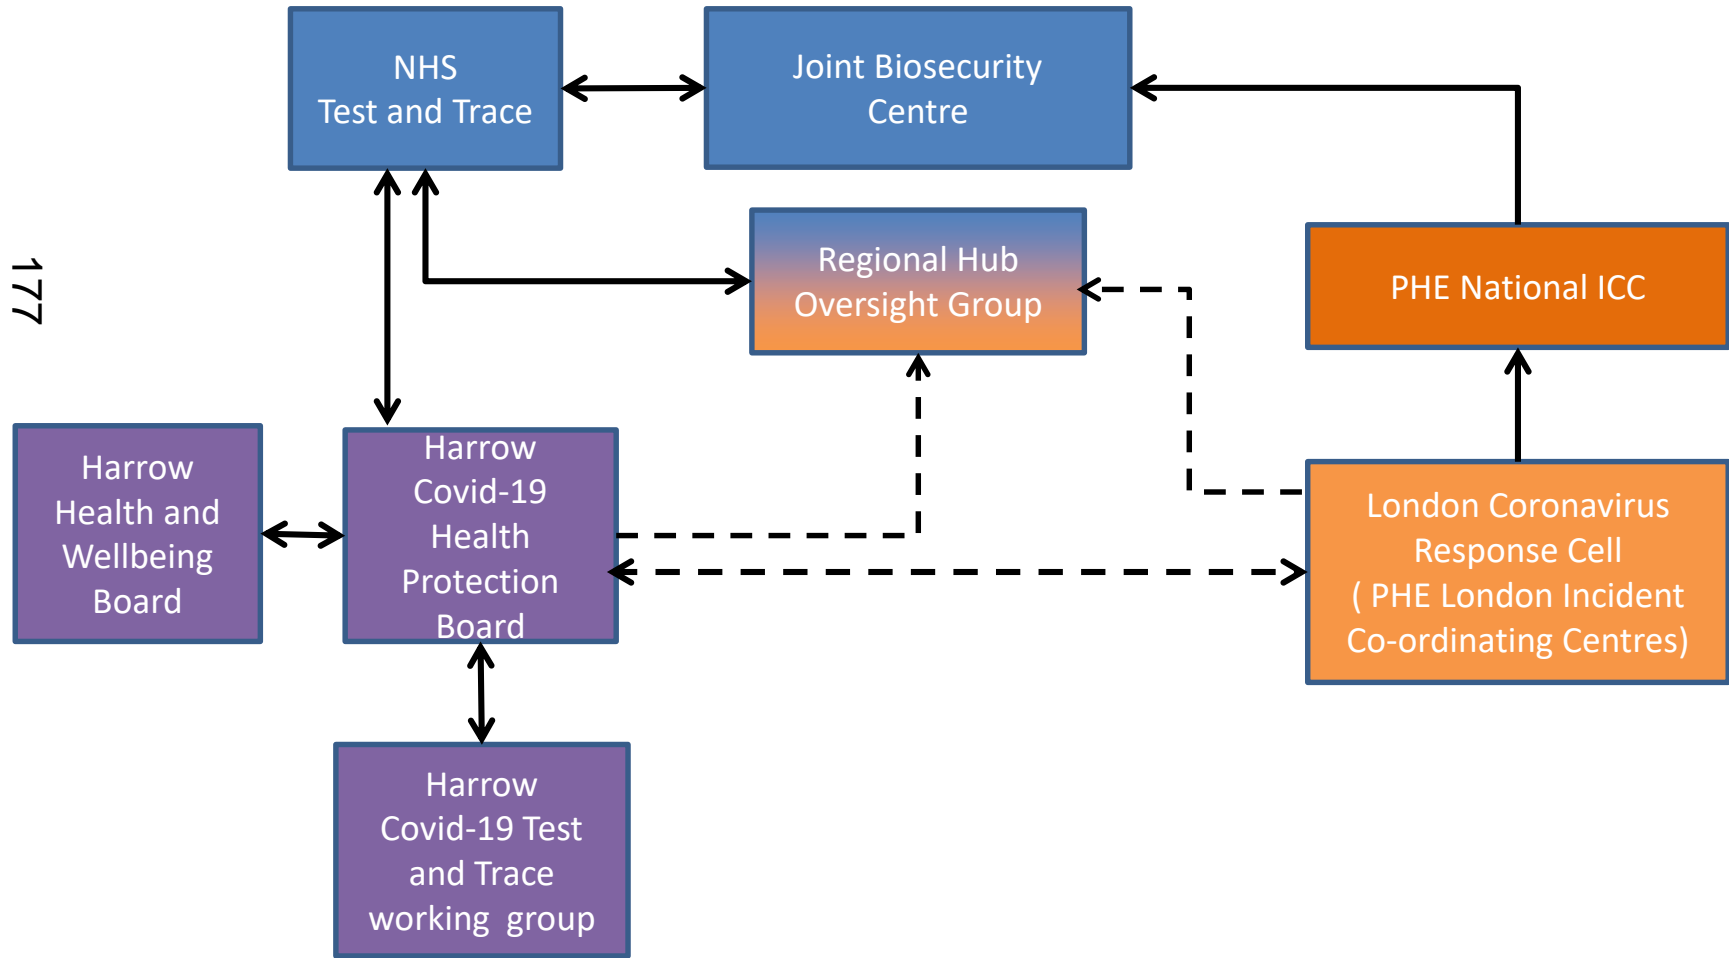 NHS
Test and Trace
Joint Biosecurity
Centre
Regional Hub
Oversight Group
PHE National ICC
177
Harrow
Health and
Wellbeing
Board
Harrow
Covid-19
Health
Protection
Board
London Coronavirus
Response Cell
( PHE London Incident
Co-ordinating Centres)
Harrow
Covid-19 Test
and Trace
working  group